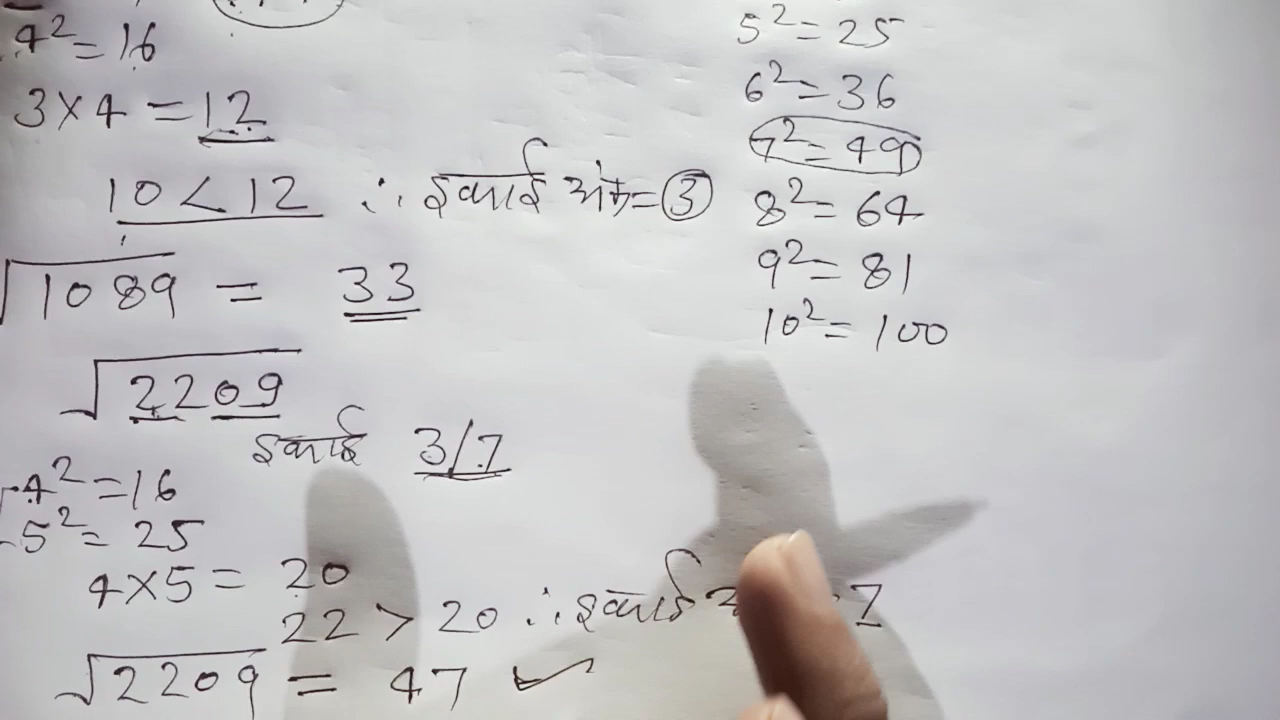 4² = 16
3 × 4 = 12
10 < 12 ∴ इकाई अंक = 3
√1089 = 33
√2209
इकाई 3/7
4² = 16
5² = 25
4 × 5 = 20
22 > 20 ∴ इकाई 7
√2209 = 47 ✓
5² = 25
6² = 36
7² = 49
8² = 64
9² = 81
10² = 100